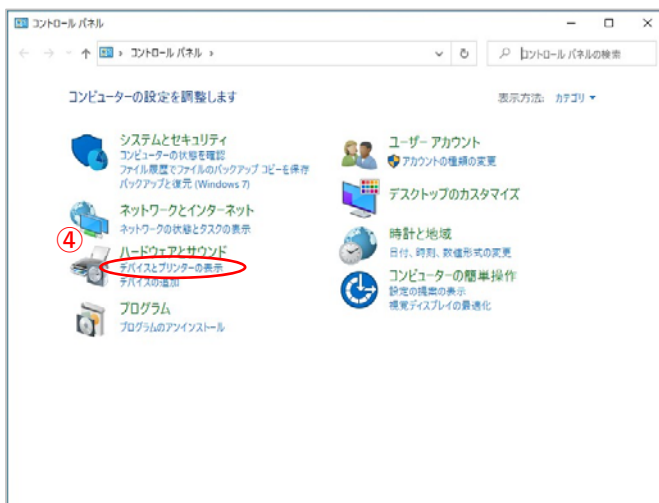 コントロール パネル
コントロール パネル
コントロール パネルの検索
コンピューターの設定を調整します
表示方法: カテゴリ
システムとセキュリティ
コンピューターの状態を確認
ファイル履歴でファイルのバックアップ コピーを保存
バックアップと復元 (Windows 7)
ネットワークとインターネット
ネットワークの状態とタスクの表示
④
ハードウェアとサウンド
デバイスとプリンターの表示
デバイスの追加
プログラム
プログラムのアンインストール
ユーザー アカウント
アカウントの種類の変更
デスクトップのカスタマイズ
時計と地域
日付、時刻、数値形式の変更
コンピューターの簡単操作
設定の提案の表示
視覚ディスプレイの最適化